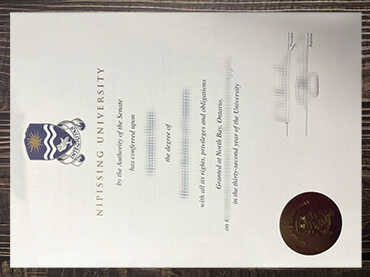 NIPISSING UNIVERSITY
by the Authority of the Senate
has conferred upon
the degree of
with all its rights, privileges and obligations
Granted at North Bay, Ontario,
on 6
in the thirty-second year of the University